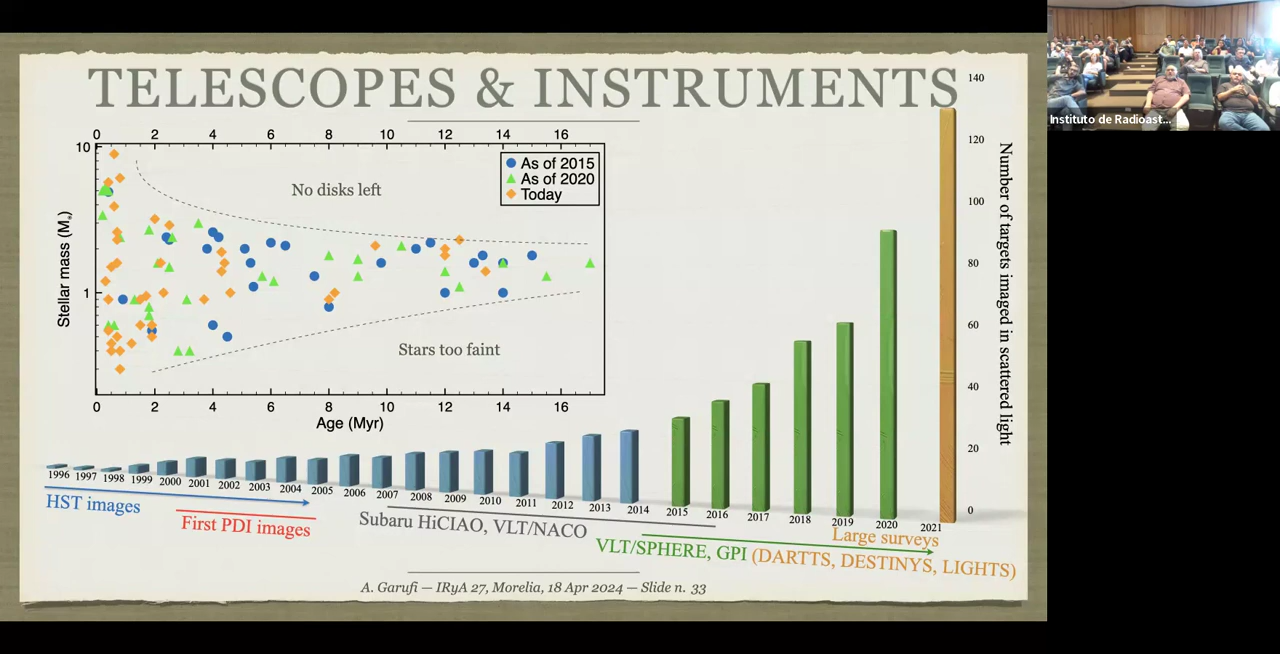 TELESCOPES & INSTRUMENTS
0 2 4 6 8 10 12 14 16
10
1
Stellar mass (M*)
No disks left
As of 2015
As of 2020
Today
Stars too faint
0 2 4 6 8 10 12 14 16
Age (Myr)
140
120
100
80
60
40
20
0
Number of targets imaged in scattered light
1996 1997 1998 1999 2000 2001 2002 2003 2004 2005 2006 2007 2008 2009 2010 2011 2012 2013 2014 2015 2016 2017 2018 2019 2020 2021
HST images
First PDI images
Subaru HiCIAO, VLT/NACO
Large surveys
VLT/SPHERE, GPI (DARTTS, DESTINYS, LIGHTS)
A. Garufi — IRyA 27, Morelia, 18 Apr 2024 — Slide n. 33
Instituto de Radioast...